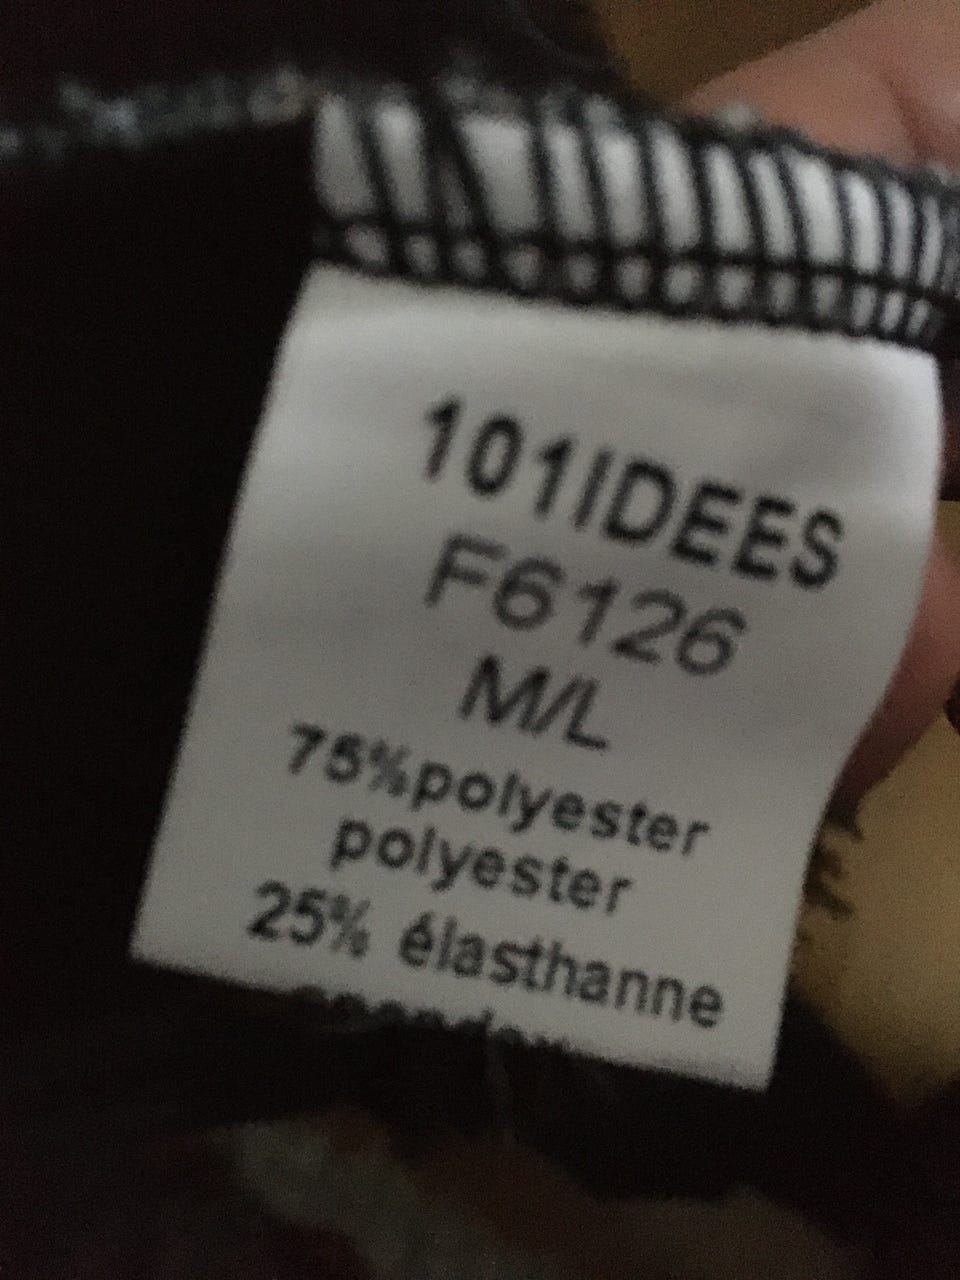 101IDEES
F6126
M/L
75%polyester
polyester
25% élasthanne